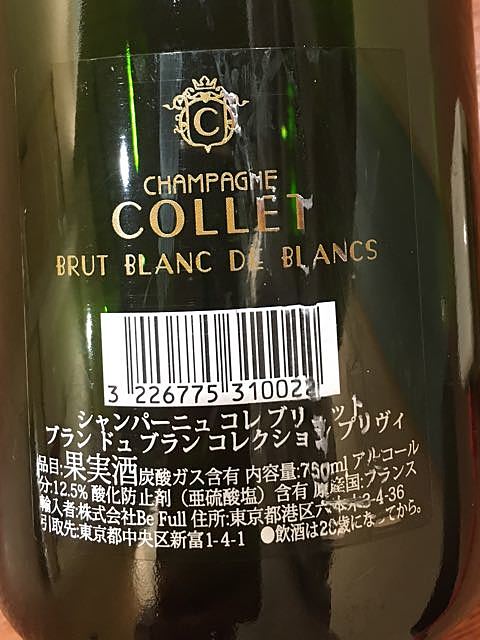 C
CHAMPAGNE
COLLET
BRUT BLANC DE BLANCS
3 226775 310022
シャンパーニュ コレ ブリュット
ブラン ドュ ブラン コレクション プリヴィ
品目:果実酒 炭酸ガス含有 内容量:750ml アルコール
分:12.5% 酸化防止剤（亜硫酸塩）含有 原産国:フランス
輸入者:株式会社Be Full 住所:東京都港区六本木3-4-36
引取先:東京都中央区新富1-4-1 ●飲酒は20歳になってから。